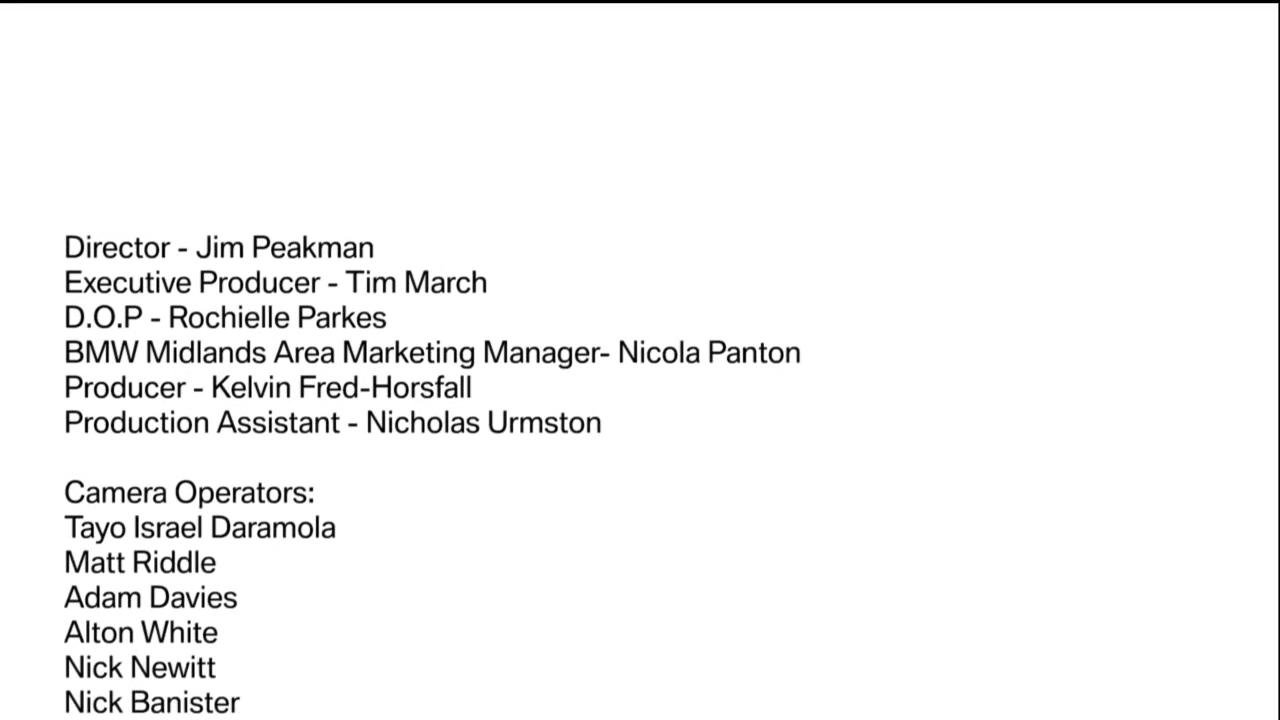 Director - Jim Peakman
Executive Producer - Tim March
D.O.P - Rochielle Parkes
BMW Midlands Area Marketing Manager- Nicola Panton
Producer - Kelvin Fred-Horsfall
Production Assistant - Nicholas Urmston
Camera Operators:
Tayo Israel Daramola
Matt Riddle
Adam Davies
Alton White
Nick Newitt
Nick Banister